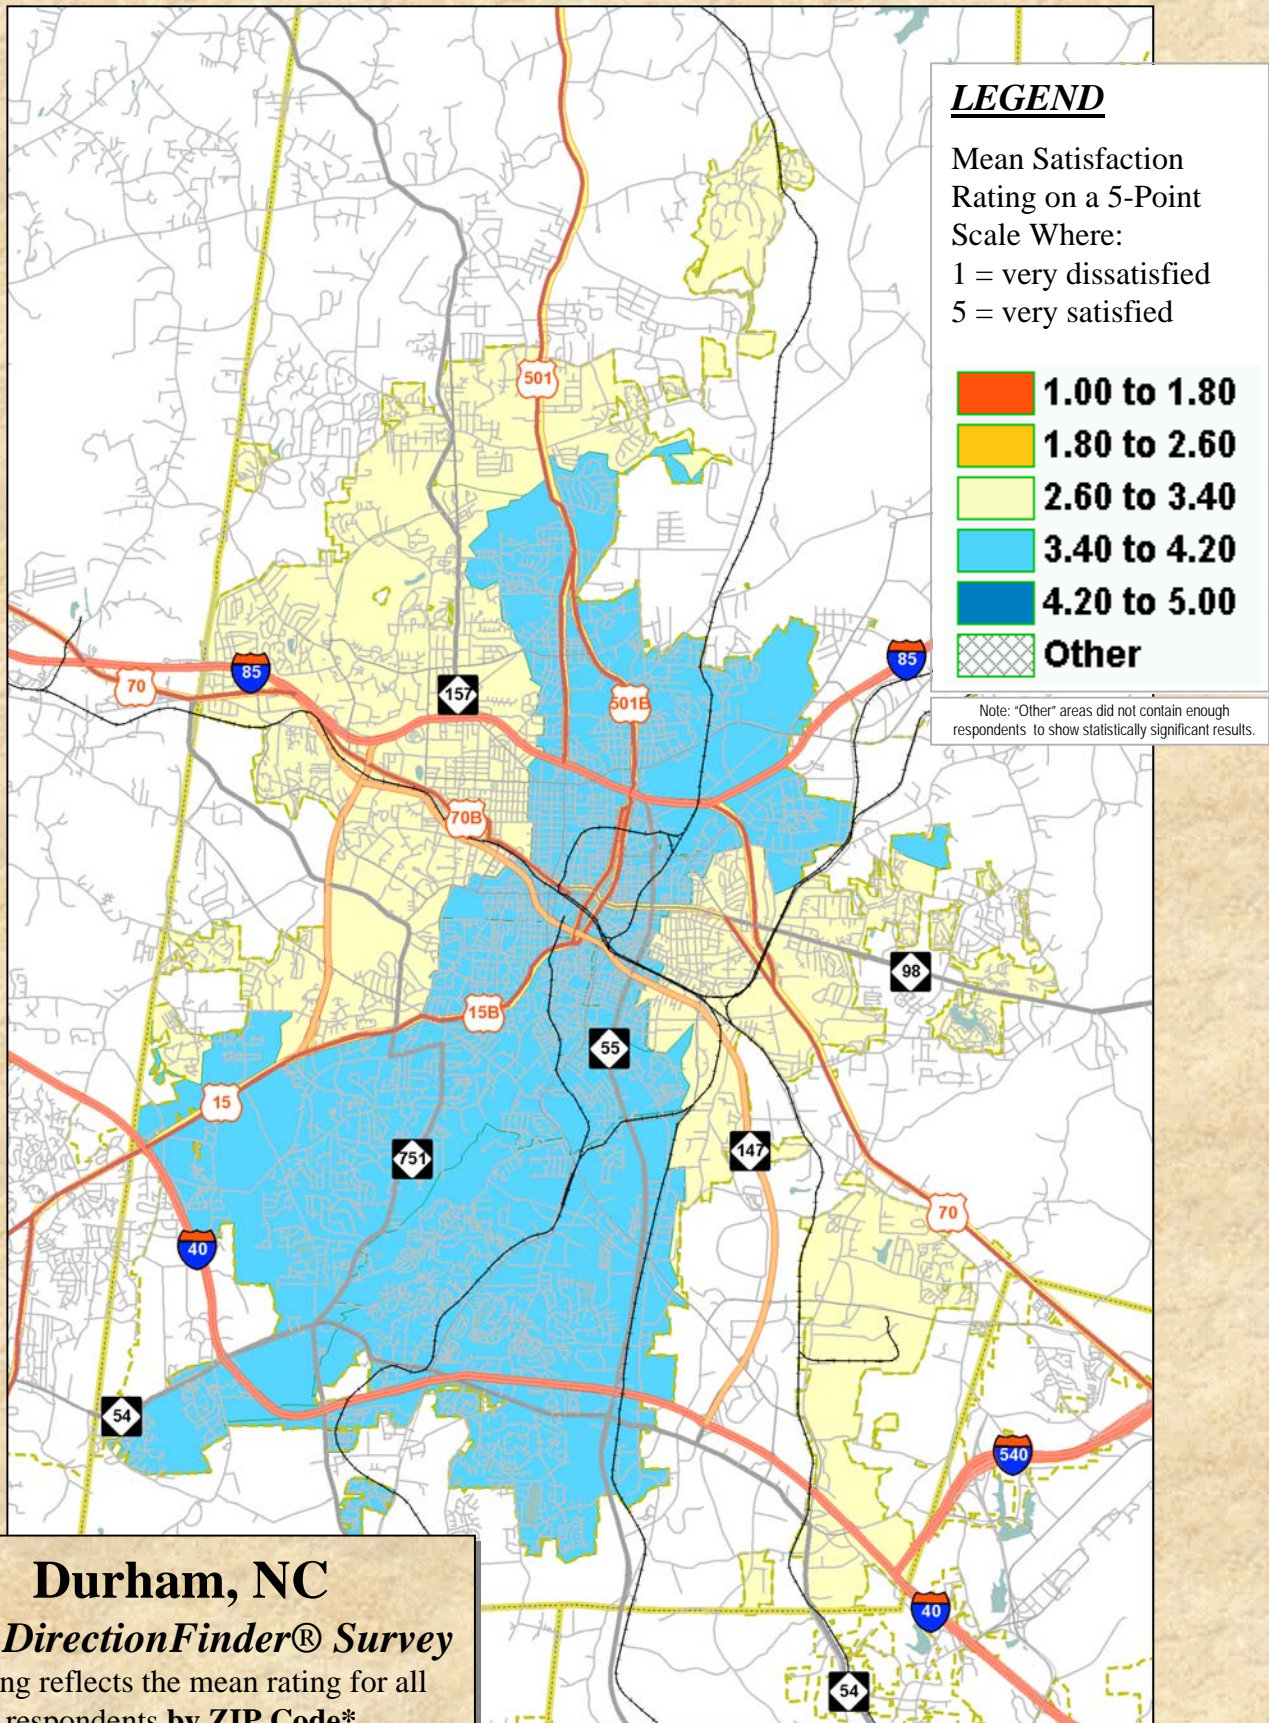 LEGEND
Mean Satisfaction
Rating on a 5-Point
Scale Where:
1 = very dissatisfied
5 = very satisfied
1.00 to 1.80
1.80 to 2.60
2.60 to 3.40
3.40 to 4.20
4.20 to 5.00
Other
Note: "Other" areas did not contain enough
respondents to show statistically significant results.
501
85
85
70
157
501B
70B
98
15B
55
15
751
147
70
40
54
540
40
54
Durham, NC
DirectionFinder® Survey
ng reflects the mean rating for all
respondents by ZIP Code*